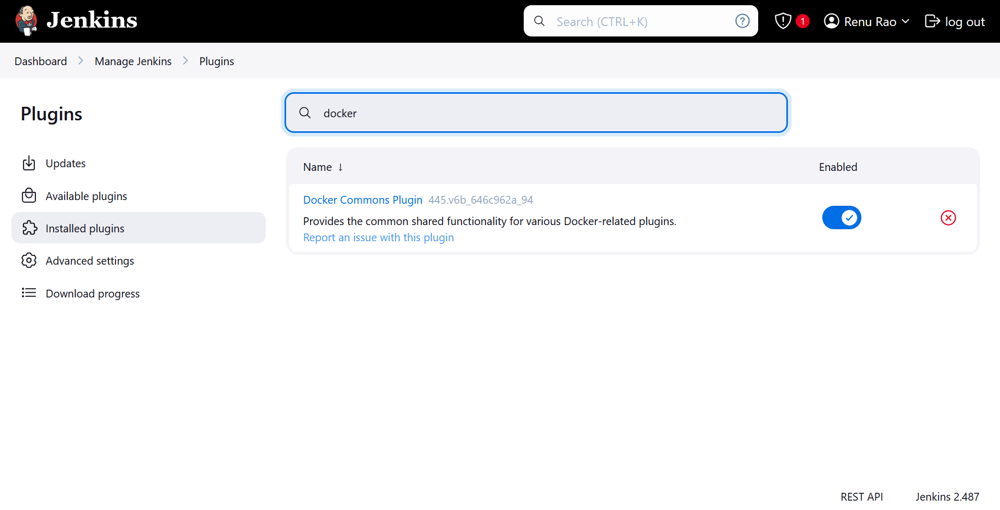 Jenkins
Search (CTRL+K)
1
Renu Rao
log out
Dashboard > Manage Jenkins > Plugins
Plugins
docker
Updates
Available plugins
Installed plugins
Advanced settings
Download progress
Name ↓ Enabled
Docker Commons Plugin 445.v6b_646c962a_94
Provides the common shared functionality for various Docker-related plugins.
Report an issue with this plugin
REST API Jenkins 2.487